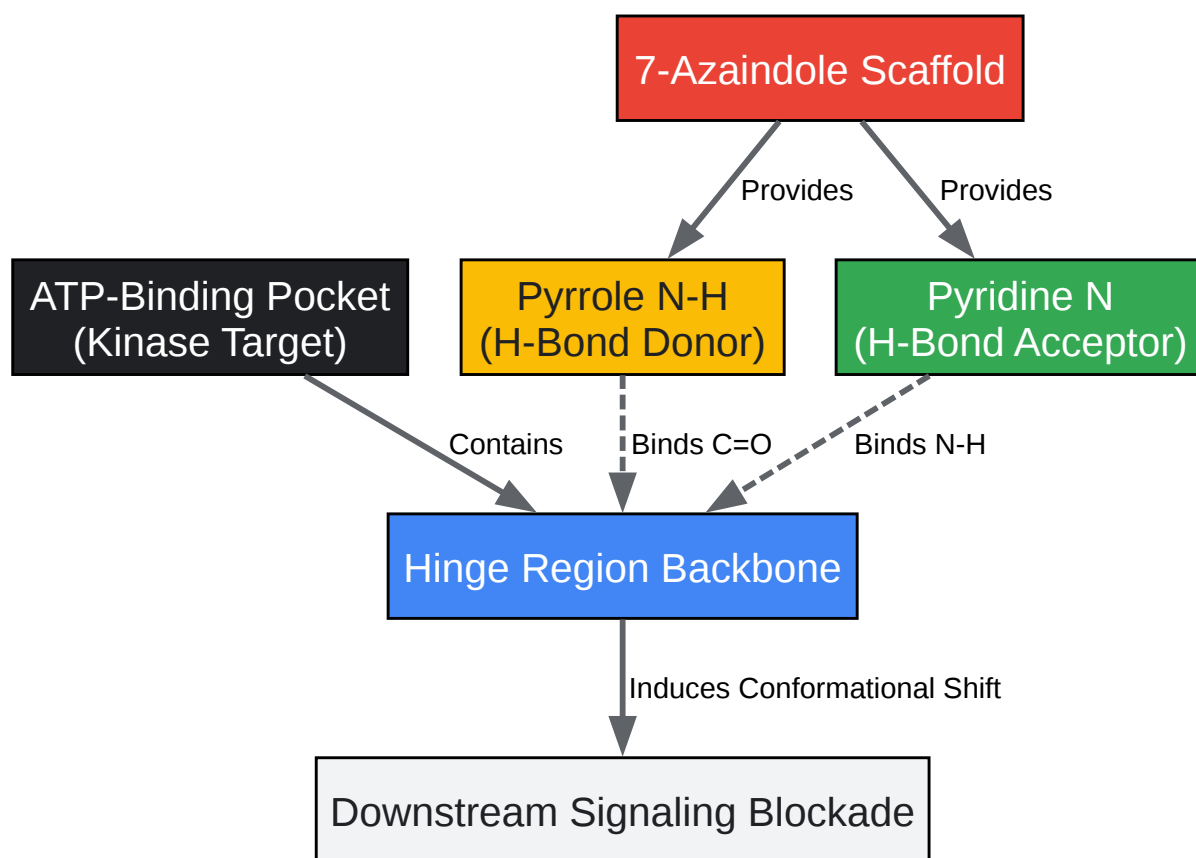 7-Azaindole Scaffold
Provides
Provides
ATP-Binding Pocket
(Kinase Target)
Pyrrole N-H
(H-Bond Donor)
Pyridine N
(H-Bond Acceptor)
Contains
Binds C=O
Binds N-H
Hinge Region Backbone
Induces Conformational Shift
Downstream Signaling Blockade